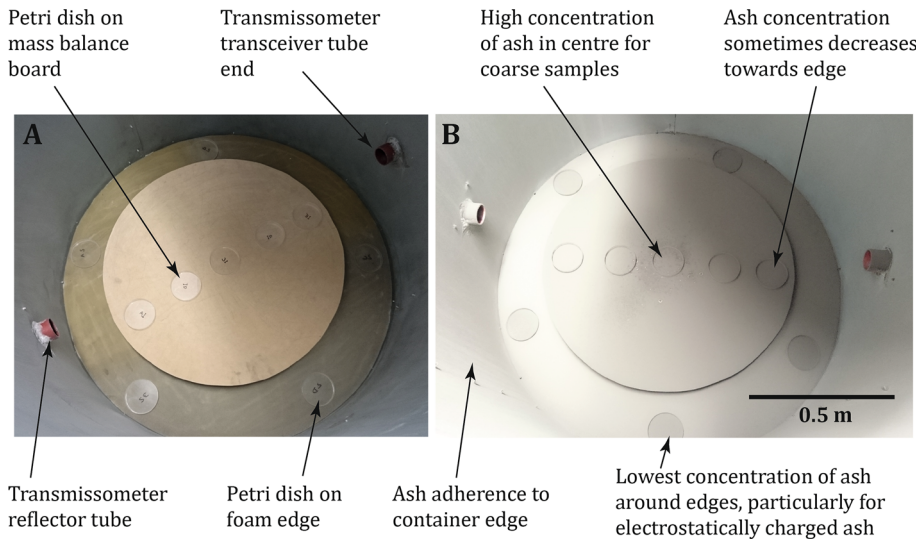 Petri dish on
mass balance
board
Transmissometer
transceiver tube
end
High concentration
of ash in centre for
coarse samples
Ash concentration
sometimes decreases
towards edge
A
B
0.5 m
Transmissometer
reflector tube
Petri dish on
foam edge
Ash adherence to
container edge
Lowest concentration of ash
around edges, particularly for
electrostatically charged ash